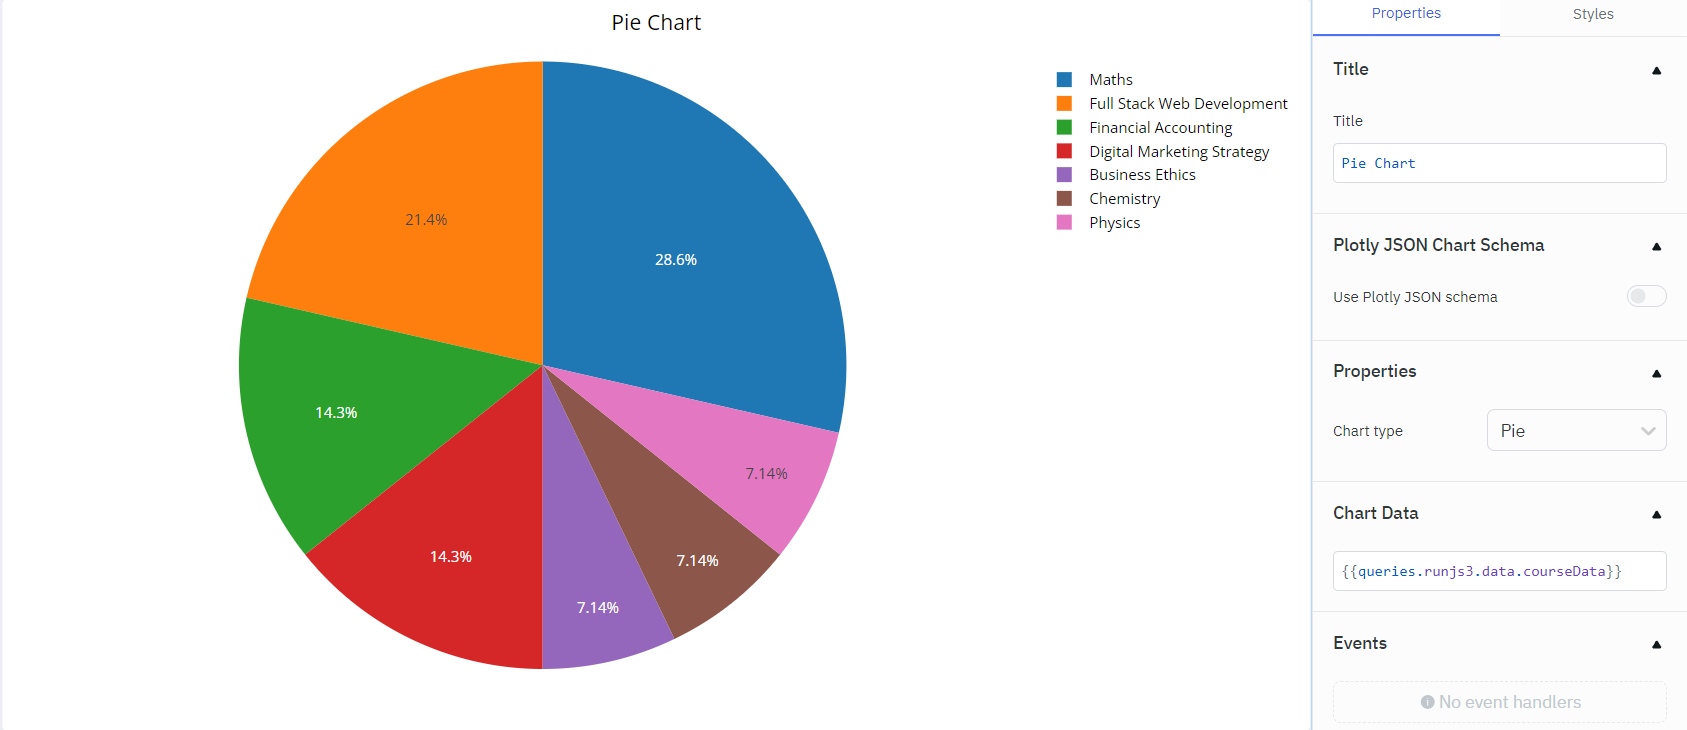 Pie Chart
Maths
Full Stack Web Development
Financial Accounting
Digital Marketing Strategy
Business Ethics
Chemistry
Physics
21.4%
28.6%
14.3%
7.14%
14.3%
7.14%
7.14%
Properties
Styles
Title
Title
Pie Chart
Plotly JSON Chart Schema
Use Plotly JSON schema
Properties
Chart type
Pie
Chart Data
{{queries.runjs3.data.courseData}}
Events
No event handlers